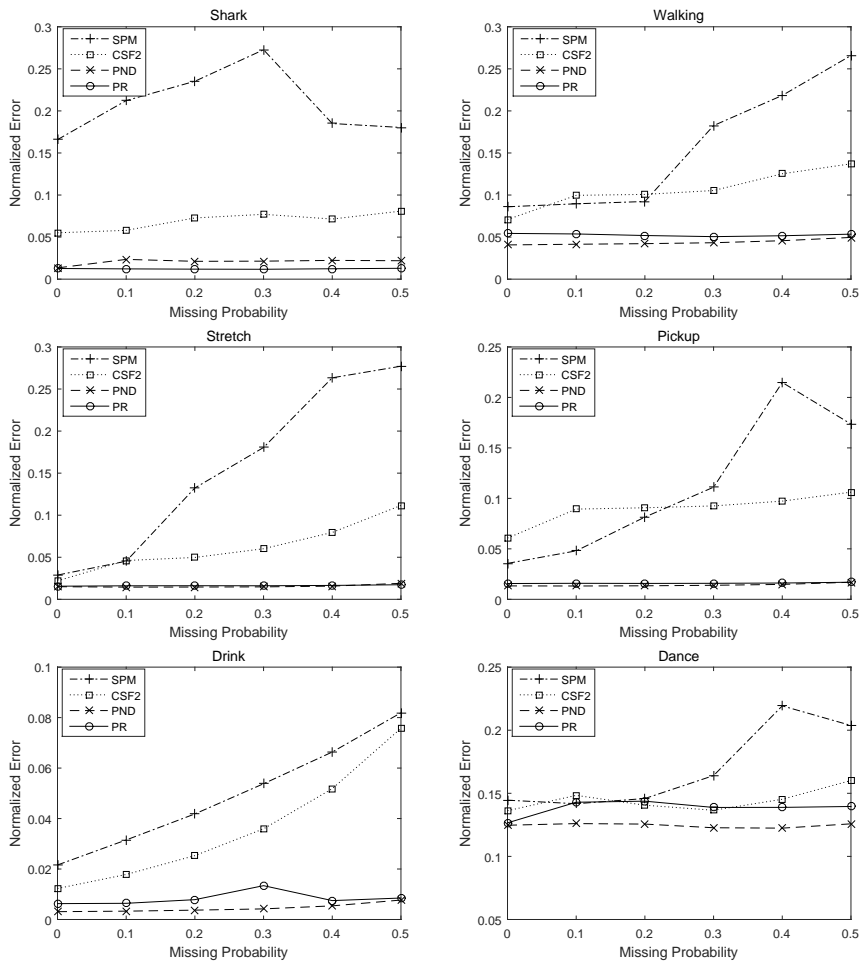 Shark
0.3
0.25
0.2
0.15
0.1
0.05
0
Normalized Error
SPM
CSF2
PND
PR
0 0.1 0.2 0.3 0.4 0.5
Missing Probability
Walking
0.3
0.25
0.2
0.15
0.1
0.05
0
Normalized Error
SPM
CSF2
PND
PR
0 0.1 0.2 0.3 0.4 0.5
Missing Probability
Stretch
0.3
0.25
0.2
0.15
0.1
0.05
0
Normalized Error
SPM
CSF2
PND
PR
0 0.1 0.2 0.3 0.4 0.5
Missing Probability
Pickup
0.25
0.2
0.15
0.1
0.05
0
Normalized Error
SPM
CSF2
PND
PR
0 0.1 0.2 0.3 0.4 0.5
Missing Probability
Drink
0.1
0.08
0.06
0.04
0.02
0
Normalized Error
SPM
CSF2
PND
PR
0 0.1 0.2 0.3 0.4 0.5
Missing Probability
Dance
0.25
0.2
0.15
0.1
0.05
Normalized Error
SPM
CSF2
PND
PR
0 0.1 0.2 0.3 0.4 0.5
Missing Probability